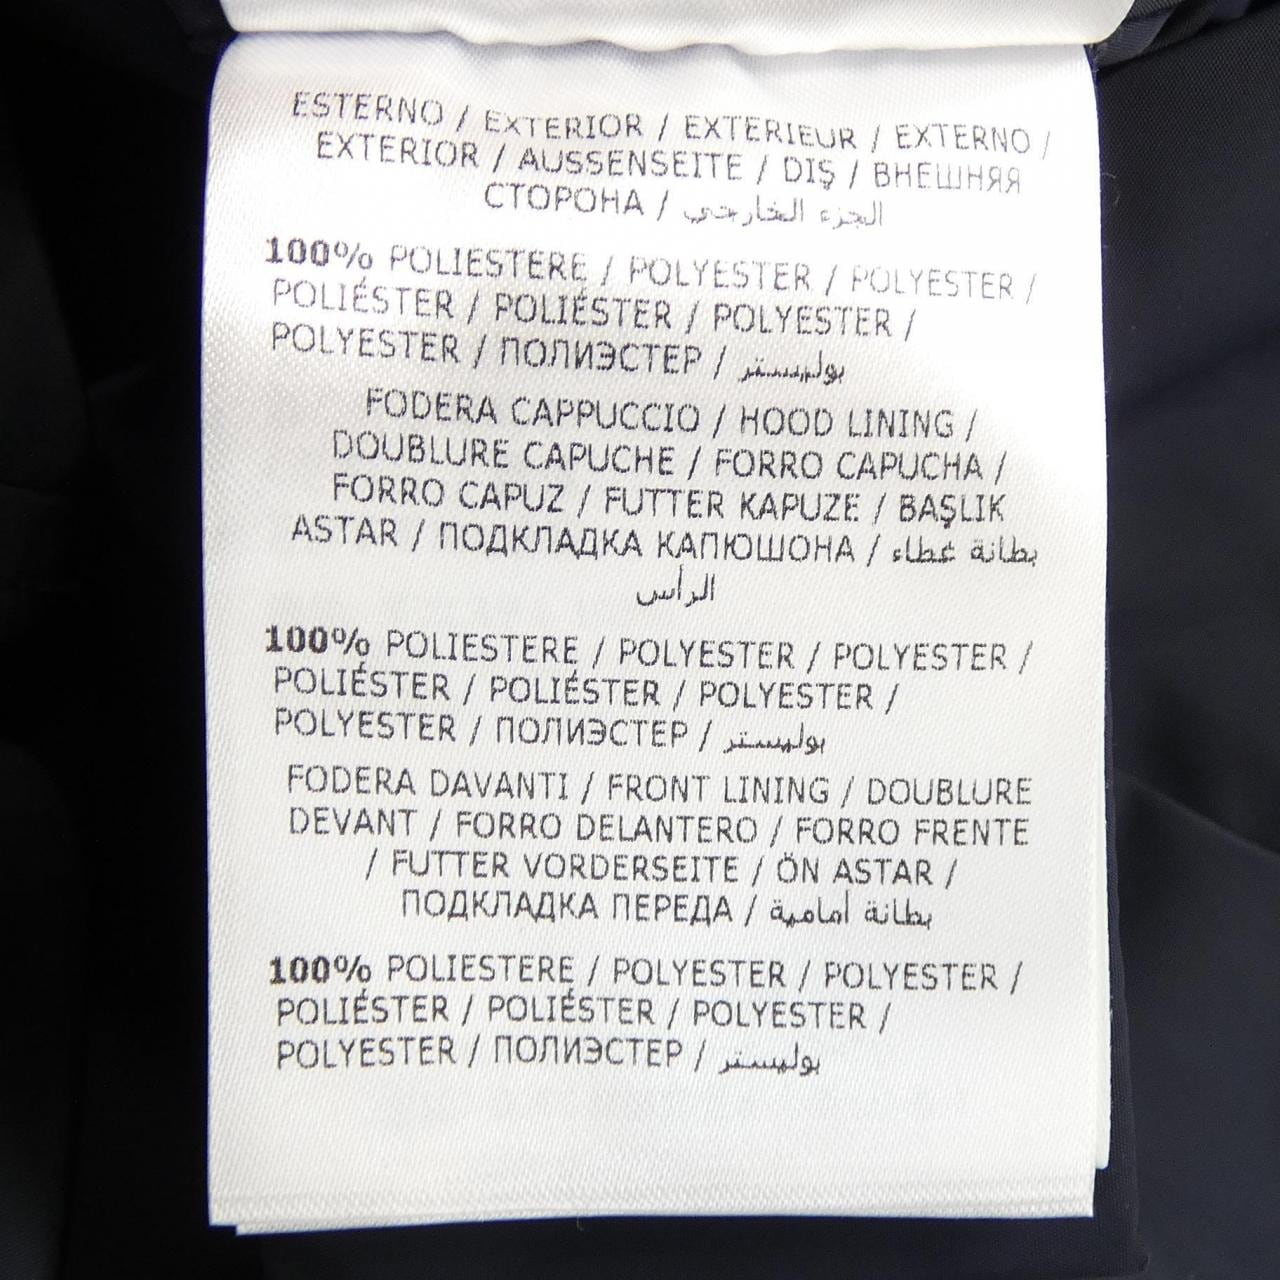 ESTERNO / EXTERIOR / EXTERIEUR / EXTERNO /
EXTERIOR / AUSSENSEITE / DIŞ / ВНЕШНЯЯ
СТОРОНА / الجزء الخارجي
100% POLIESTERE / POLYESTER / POLYESTER /
POLIÉSTER / POLIÉSTER / POLYESTER /
POLYESTER / ПОЛИЭСТЕР / بوليستر
FODERA CAPPUCCIO / HOOD LINING /
DOUBLURE CAPUCHE / FORRO CAPUCHA /
FORRO CAPUZ / FUTTER KAPUZE / BAŞLIK
ASTAR / ПОДКЛАДКА КАПЮШОНА / بطانة غطاء
الرأس
100% POLIESTERE / POLYESTER / POLYESTER /
POLIÉSTER / POLIÉSTER / POLYESTER /
POLYESTER / ПОЛИЭСТЕР / بوليستر
FODERA DAVANTI / FRONT LINING / DOUBLURE
DEVANT / FORRO DELANTERO / FORRO FRENTE
/ FUTTER VORDERSEITE / ÖN ASTAR /
ПОДКЛАДКА ПЕРЕДА / بطانة أمامية
100% POLIESTERE / POLYESTER / POLYESTER /
POLIÉSTER / POLIÉSTER / POLYESTER /
POLYESTER / ПОЛИЭСТЕР / بوليستر